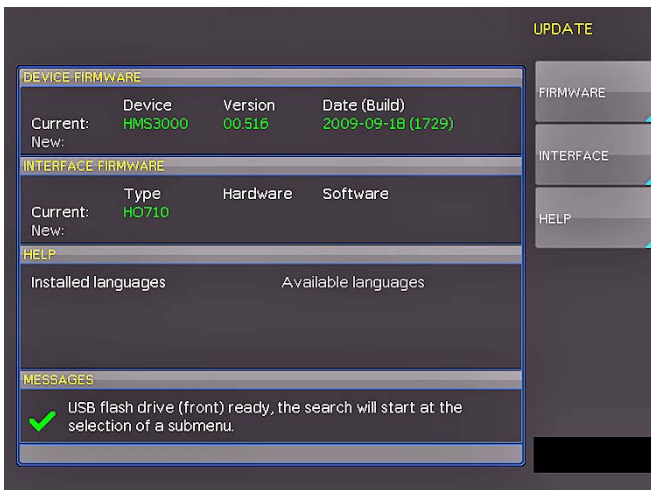 UPDATE
DEVICE FIRMWARE
Device Version Date (Build)
Current: HMS3000 00.516 2009-09-18 (1729)
New:
INTERFACE FIRMWARE
Type Hardware Software
Current: HO710
New:
HELP
Installed languages Available languages
MESSAGES
USB flash drive (front) ready, the search will start at the
selection of a submenu.
FIRMWARE
INTERFACE
HELP